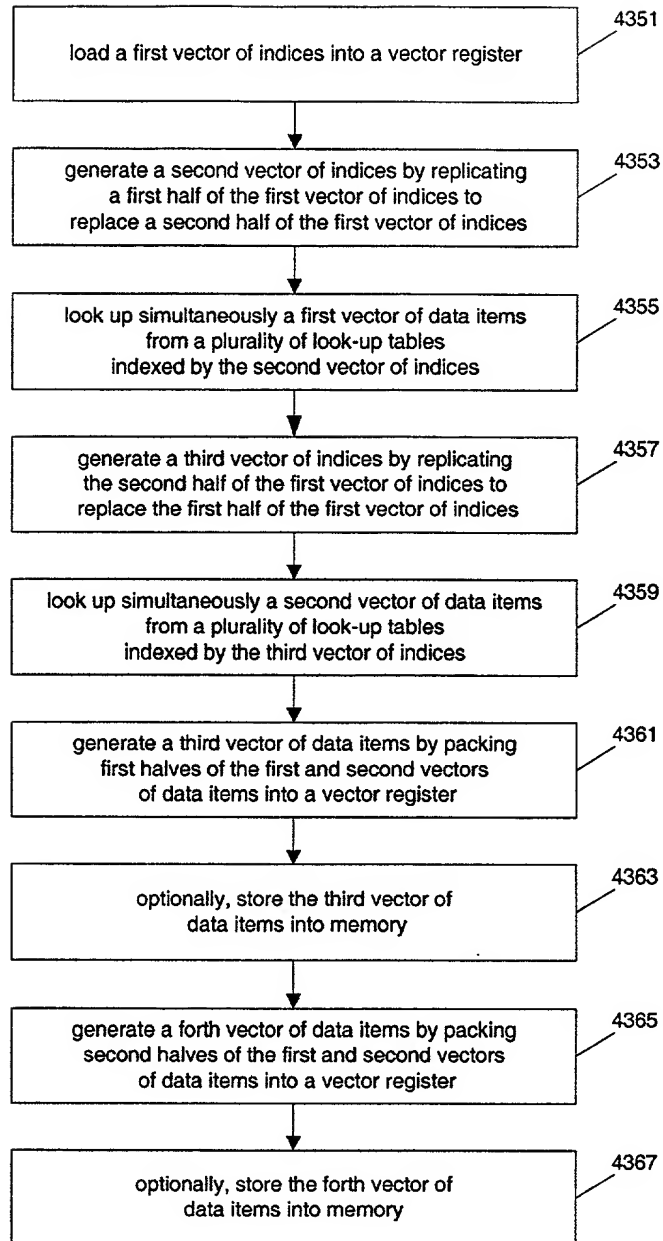 4351
load a first vector of indices into a vector register
4353
generate a second vector of indices by replicating
a first half of the first vector of indices to
replace a second half of the first vector of indices
4355
look up simultaneously a first vector of data items
from a plurality of look-up tables
indexed by the second vector of indices
4357
generate a third vector of indices by replicating
the second half of the first vector of indices to
replace the first half of the first vector of indices
4359
look up simultaneously a second vector of data items
from a plurality of look-up tables
indexed by the third vector of indices
4361
generate a third vector of data items by packing
first halves of the first and second vectors
of data items into a vector register
4363
optionally, store the third vector of
data items into memory
4365
generate a forth vector of data items by packing
second halves of the first and second vectors
of data items into a vector register
4367
optionally, store the forth vector of
data items into memory